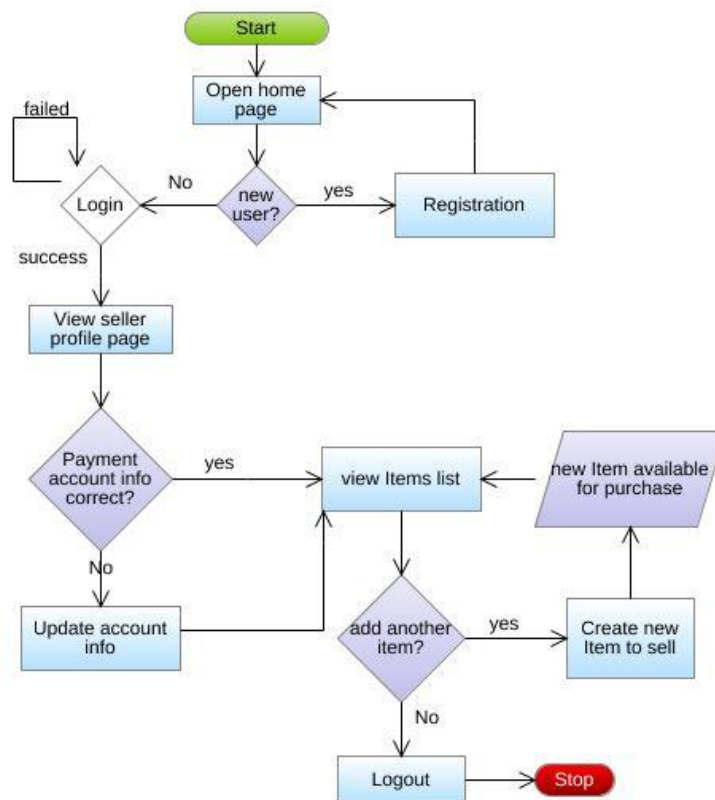 Start
Open home
page
failed
No
new
user?
yes
Registration
Login
success
View seller
profile page
Payment
account info
correct?
yes
view Items list
new Item available
for purchase
No
Update account
info
add another
item?
yes
Create new
Item to sell
No
Logout
Stop